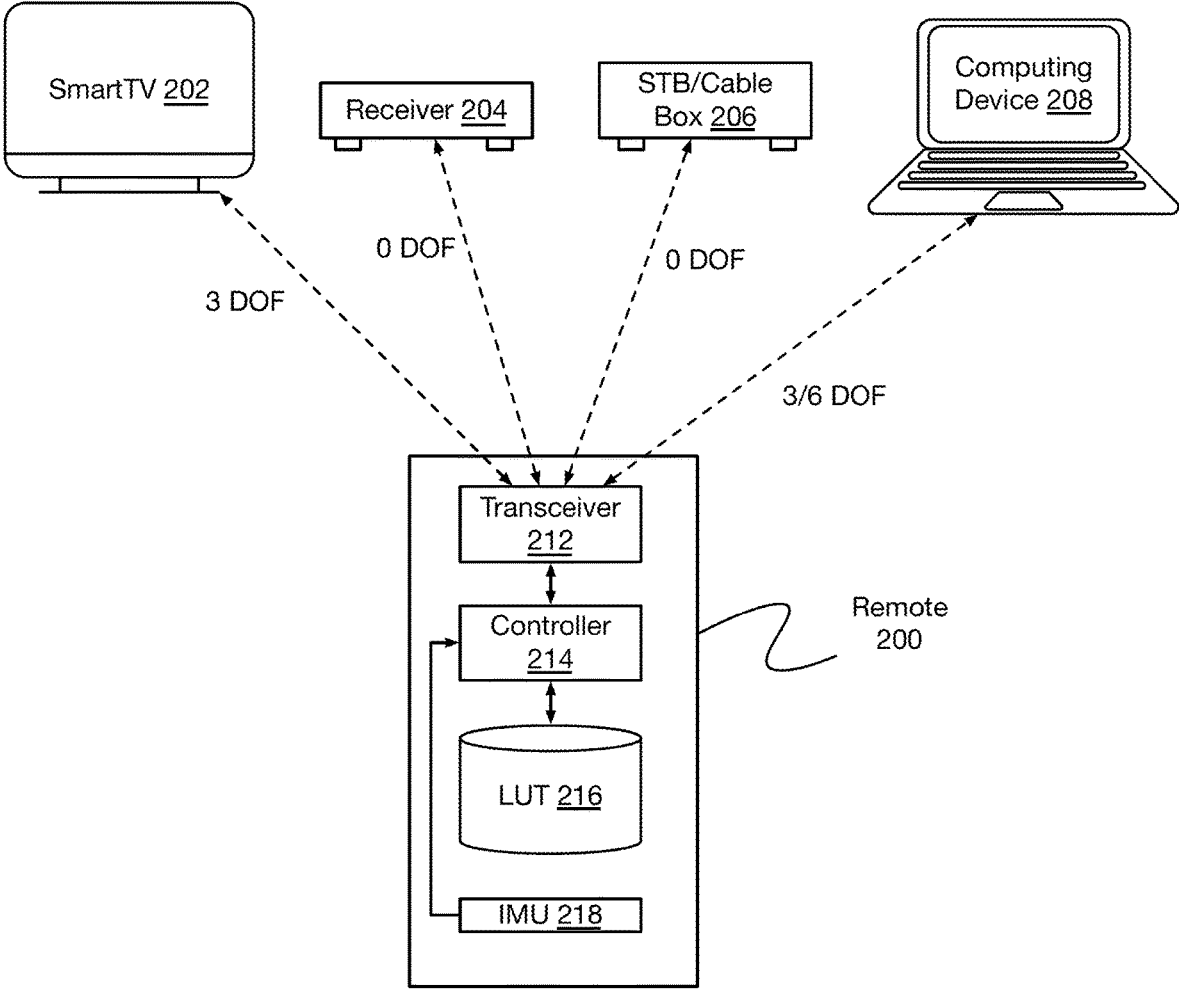 SmartTV 202
Receiver 204
STB/Cable
Box 206
Computing
Device 208
0 DOF
0 DOF
3 DOF
3/6 DOF
Transceiver
212
Controller
214
Remote
200
LUT 216
IMU 218